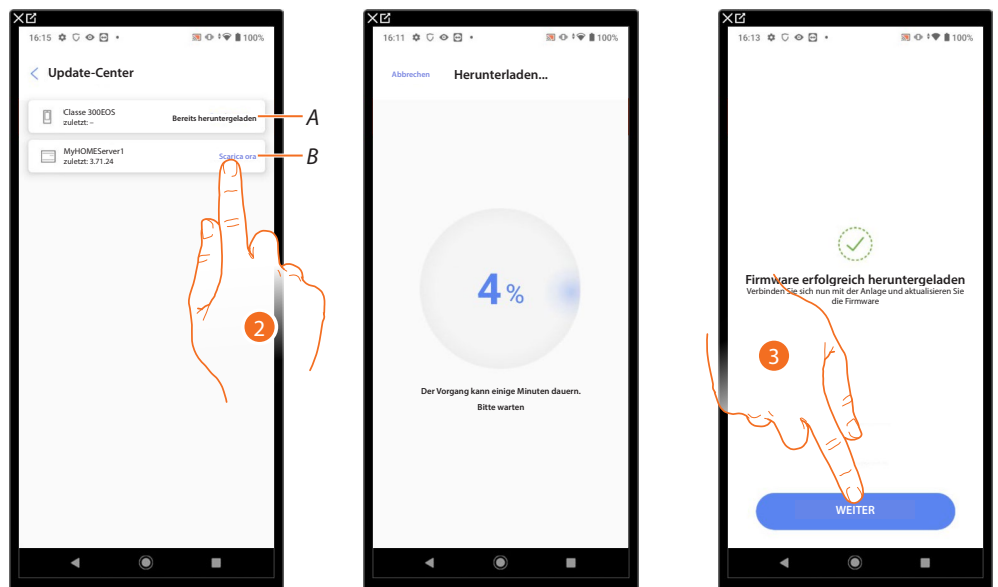 16:15
100%
Update-Center
Classe 300EOS
zuletzt: –
Bereits heruntergeladen
A
MyHOMEServer1
zuletzt: 3.71.24
Scarica ora
B
2
16:11
100%
Abbrechen
Herunterladen...
4 %
Der Vorgang kann einige Minuten dauern.
Bitte warten
16:13
100%
Firmware erfolgreich heruntergeladen
Verbinden Sie sich nun mit der Anlage und aktualisieren Sie
die Firmware
3
WEITER